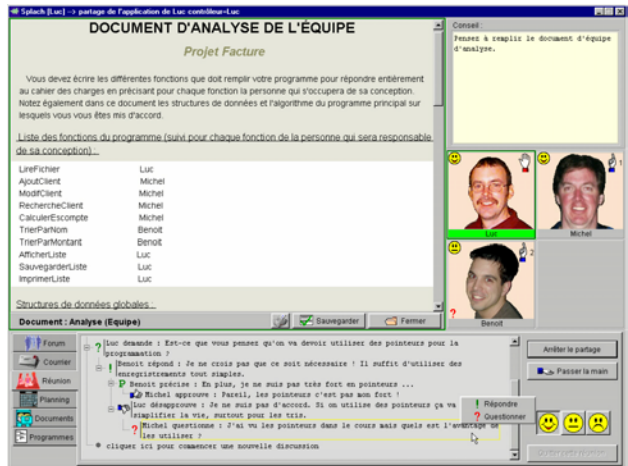 Splach [Luc] --> partage de l'application de Luc contrôleur=Luc
DOCUMENT D'ANALYSE DE L'ÉQUIPE
Projet Facture
Vous devez écrire les différentes fonctions que doit remplir votre programme pour répondre entièrement
au cahier des charges en précisant pour chaque fonction la personne qui s'occupera de sa conception.
Notez également dans ce document les structures de données et l'algorithme du programme principal sur
lesquels vous vous êtes mis d'accord.
Liste des fonctions du programme (suivi pour chaque fonction de la personne qui sera responsable
de sa conception) :
LireFichier Luc
AjoutClient Michel
ModifClient Michel
RechercheClient Michel
CalculerEscompte Michel
TrierParNom Benoit
TrierParMontant Benoit
AfficherListe Luc
SauvegarderListe Luc
ImprimerListe Luc
Structures de données globales :
Document : Analyse (Equipe)
Sauvegarder
Fermer
Conseil :
Pensez à remplir le document d'équipe
d'analyse.
Luc
1
Michel
2
Benoit
Forum
Courrier
Réunion
Planning
Documents
Programmes
Luc demande : Est-ce que vous pensez qu'on va devoir utiliser des pointeurs pour la
programmation ?
Benoit répond : Je ne crois pas que ce soit nécessaire ! Il suffit d'utiliser des
enregristrements tout simples.
P Benoit précise : En plus, je ne suis pas très fort en pointeurs ...
Michel approuve : Pareil, les pointeurs c'est pas mon fort !
Luc désapprouve : Je ne suis pas d'accord. Si on utilise des pointeurs ça va
simplifier la vie, surtout pour les tris.
Michel questionne : J'ai vu les pointeurs dans le cours mais quels est l'avantage de
les utiliser ?
cliquer ici pour commencer une nouvelle discussion
! Répondre
? Questionner
Arrêter le partage
Passer la main